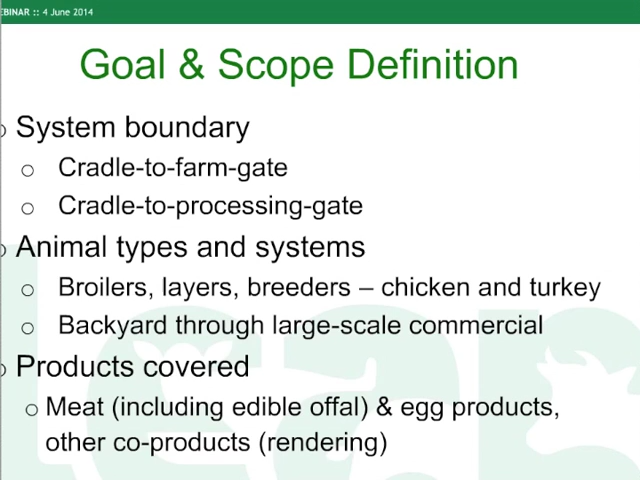 EBINAR :: 4 June 2014
Goal & Scope Definition
System boundary
Cradle-to-farm-gate
Cradle-to-processing-gate
Animal types and systems
Broilers, layers, breeders – chicken and turkey
Backyard through large-scale commercial
Products covered
Meat (including edible offal) & egg products,
other co-products (rendering)
leap